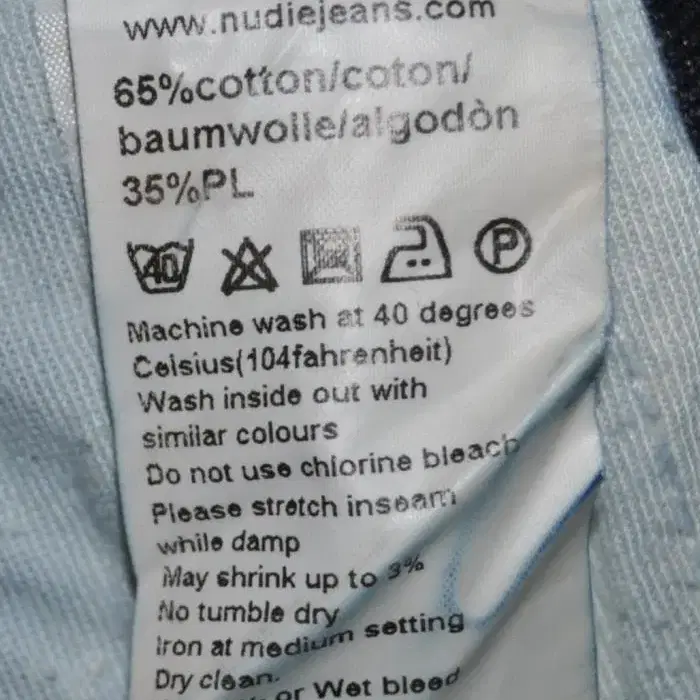 www.nudiejeans.com
65%cotton/coton/
baumwolle/algodòn
35%PL
40
P
Machine wash at 40 degrees
Celsius(104fahrenheit)
Wash inside out with
similar colours
Do not use chlorine bleach
Please stretch inseam
while damp
May shrink up to 3%
No tumble dry
Iron at medium setting
Dry clean.
or Wet bleed